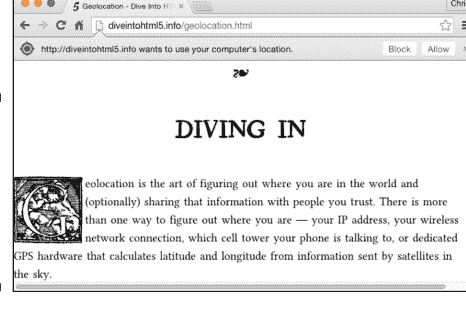 5 Geolocation - Dive Into HT
Chri
diveintohtml5.info/geolocation.html
http://diveintohtml5.info wants to use your computer's location. Block Allow
DIVING IN
Geolocation is the art of figuring out where you are in the world and
(optionally) sharing that information with people you trust. There is more
than one way to figure out where you are — your IP address, your wireless
network connection, which cell tower your phone is talking to, or dedicated
GPS hardware that calculates latitude and longitude from information sent by satellites in
the sky.